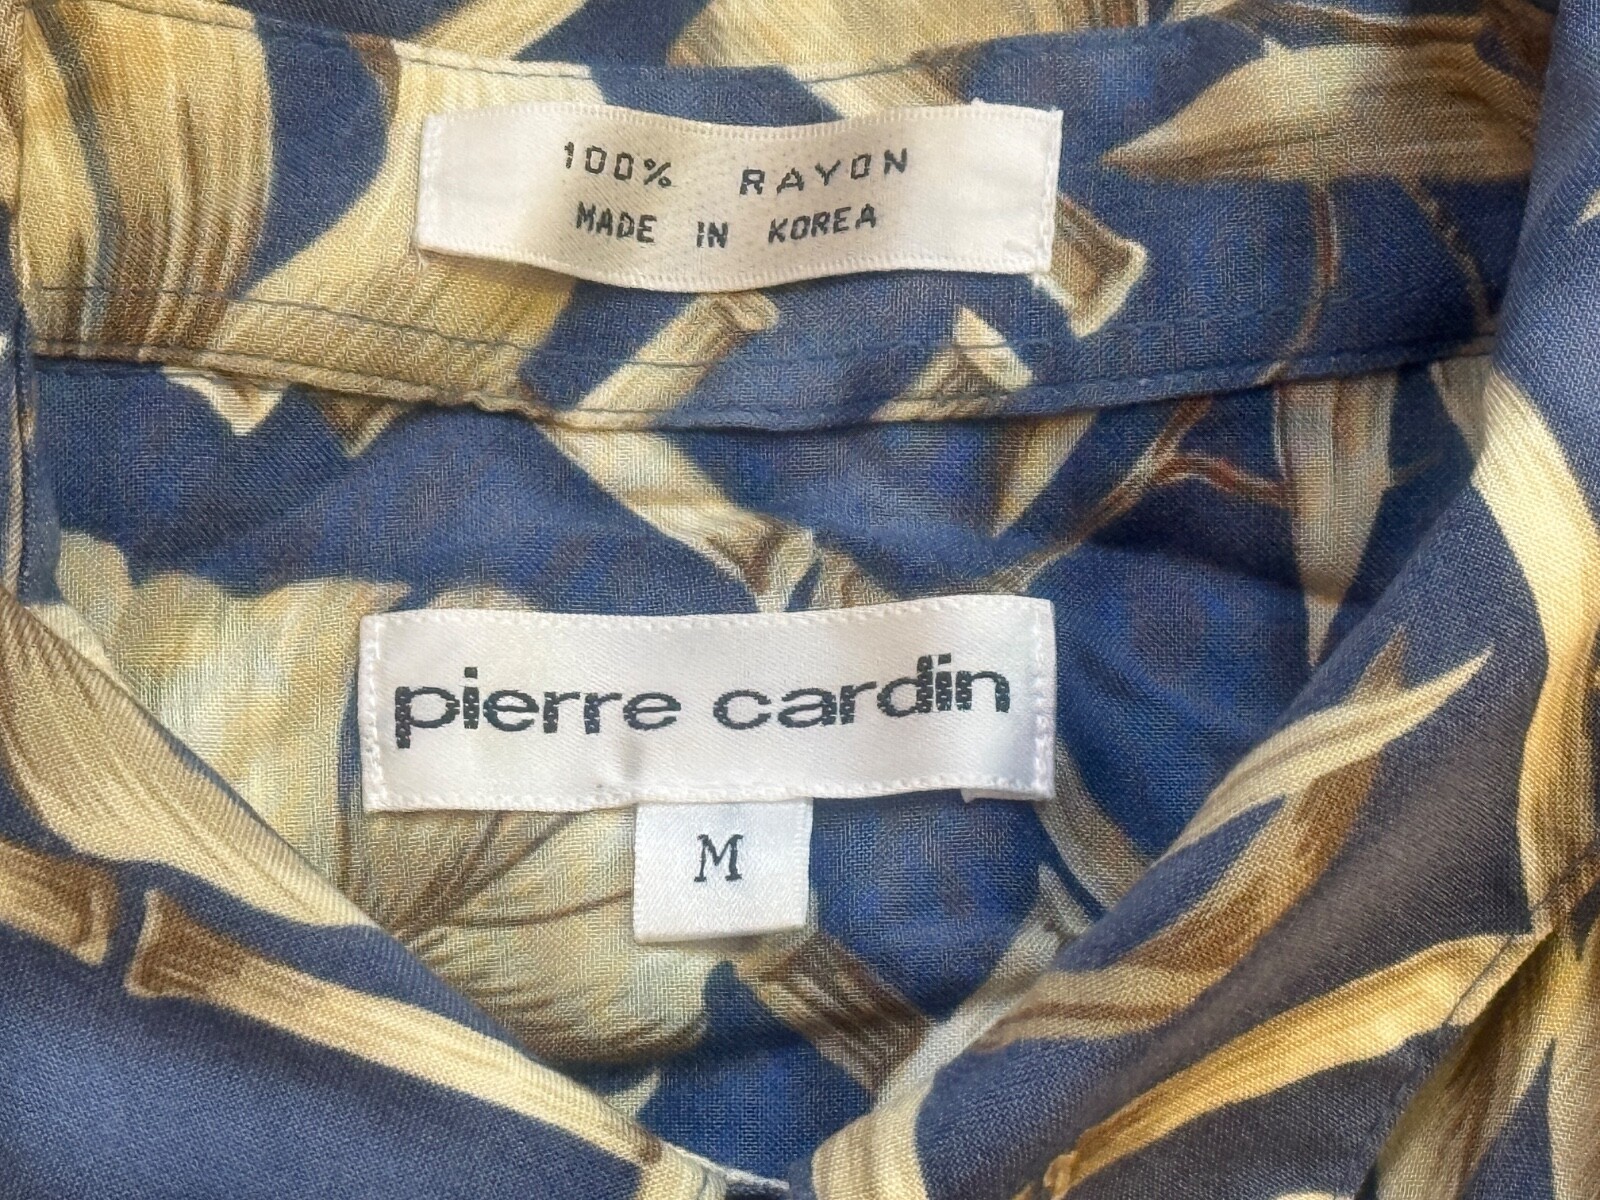 100% RAYON
MADE IN KOREA
pierre cardin
M